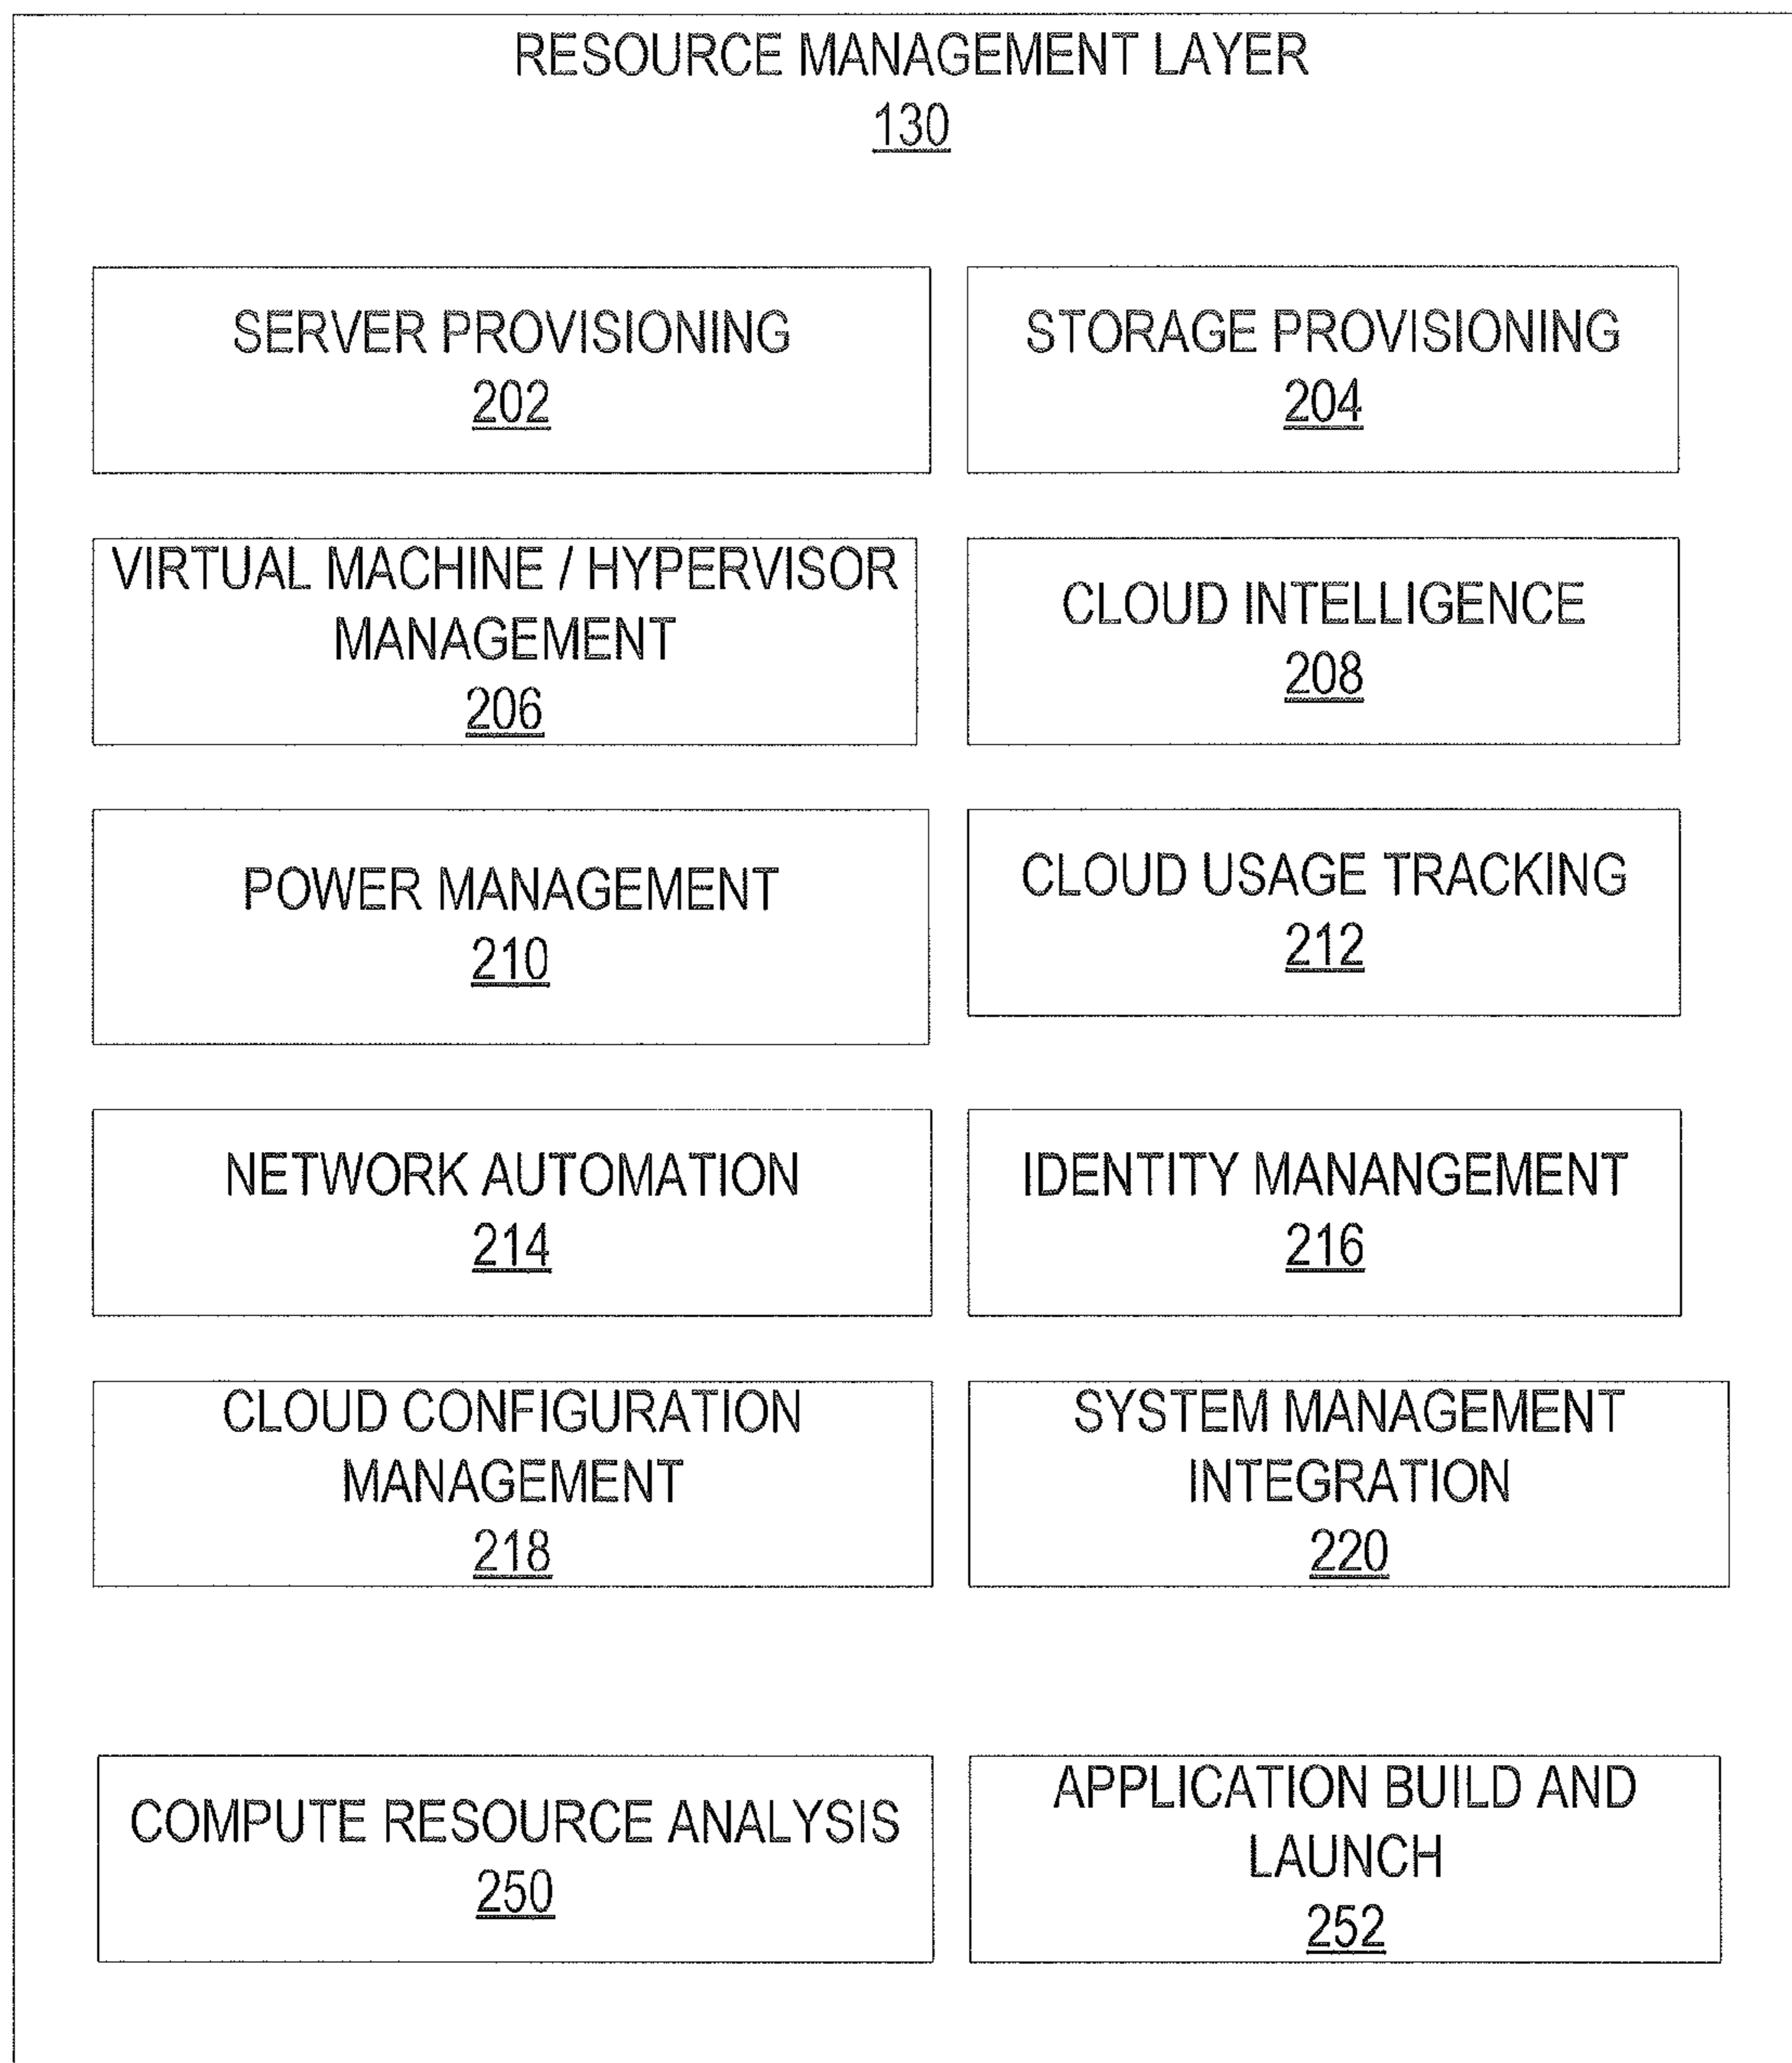 RESOURCE MANAGEMENT LAYER
130
SERVER PROVISIONING
202
STORAGE PROVISIONING
204
VIRTUAL MACHINE / HYPERVISOR
MANAGEMENT
206
CLOUD INTELLIGENCE
208
POWER MANAGEMENT
210
CLOUD USAGE TRACKING
212
NETWORK AUTOMATION
214
IDENTITY MANANGEMENT
216
CLOUD CONFIGURATION
MANAGEMENT
218
SYSTEM MANAGEMENT
INTEGRATION
220
COMPUTE RESOURCE ANALYSIS
250
APPLICATION BUILD AND
LAUNCH
252